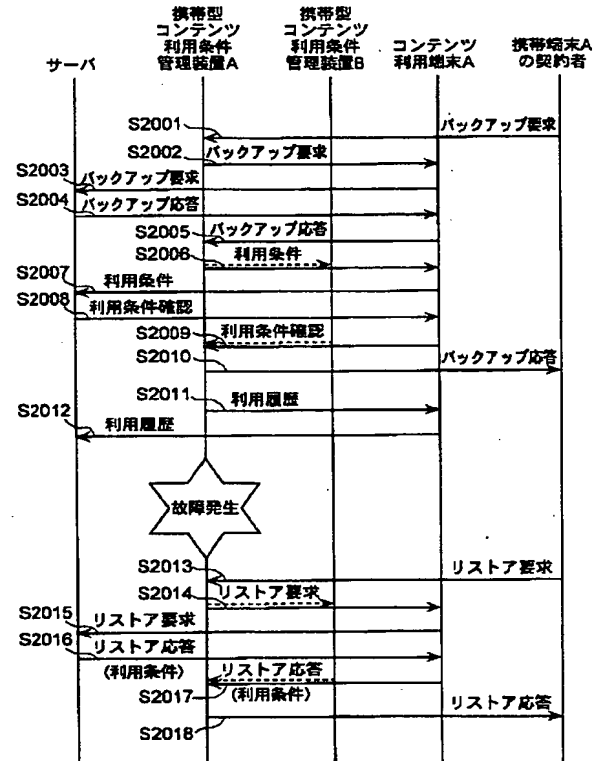 サーバ
携帯型
コンテンツ
利用条件
管理装置A
携帯型
コンテンツ
利用条件
管理装置B
コンテンツ
利用端末A
携帯端末A
の契約者
S2001
バックアップ要求
S2002
バックアップ要求
S2003
バックアップ要求
S2004
バックアップ応答
S2005
バックアップ応答
S2006
利用条件
S2007
利用条件
S2008
利用条件確認
S2009
利用条件確認
S2010
バックアップ応答
S2011
利用履歴
S2012
利用履歴
故障発生
S2013
リストア要求
S2014
リストア要求
S2015
リストア要求
S2016
リストア応答
(利用条件)
リストア応答
S2017
(利用条件)
リストア応答
S2018